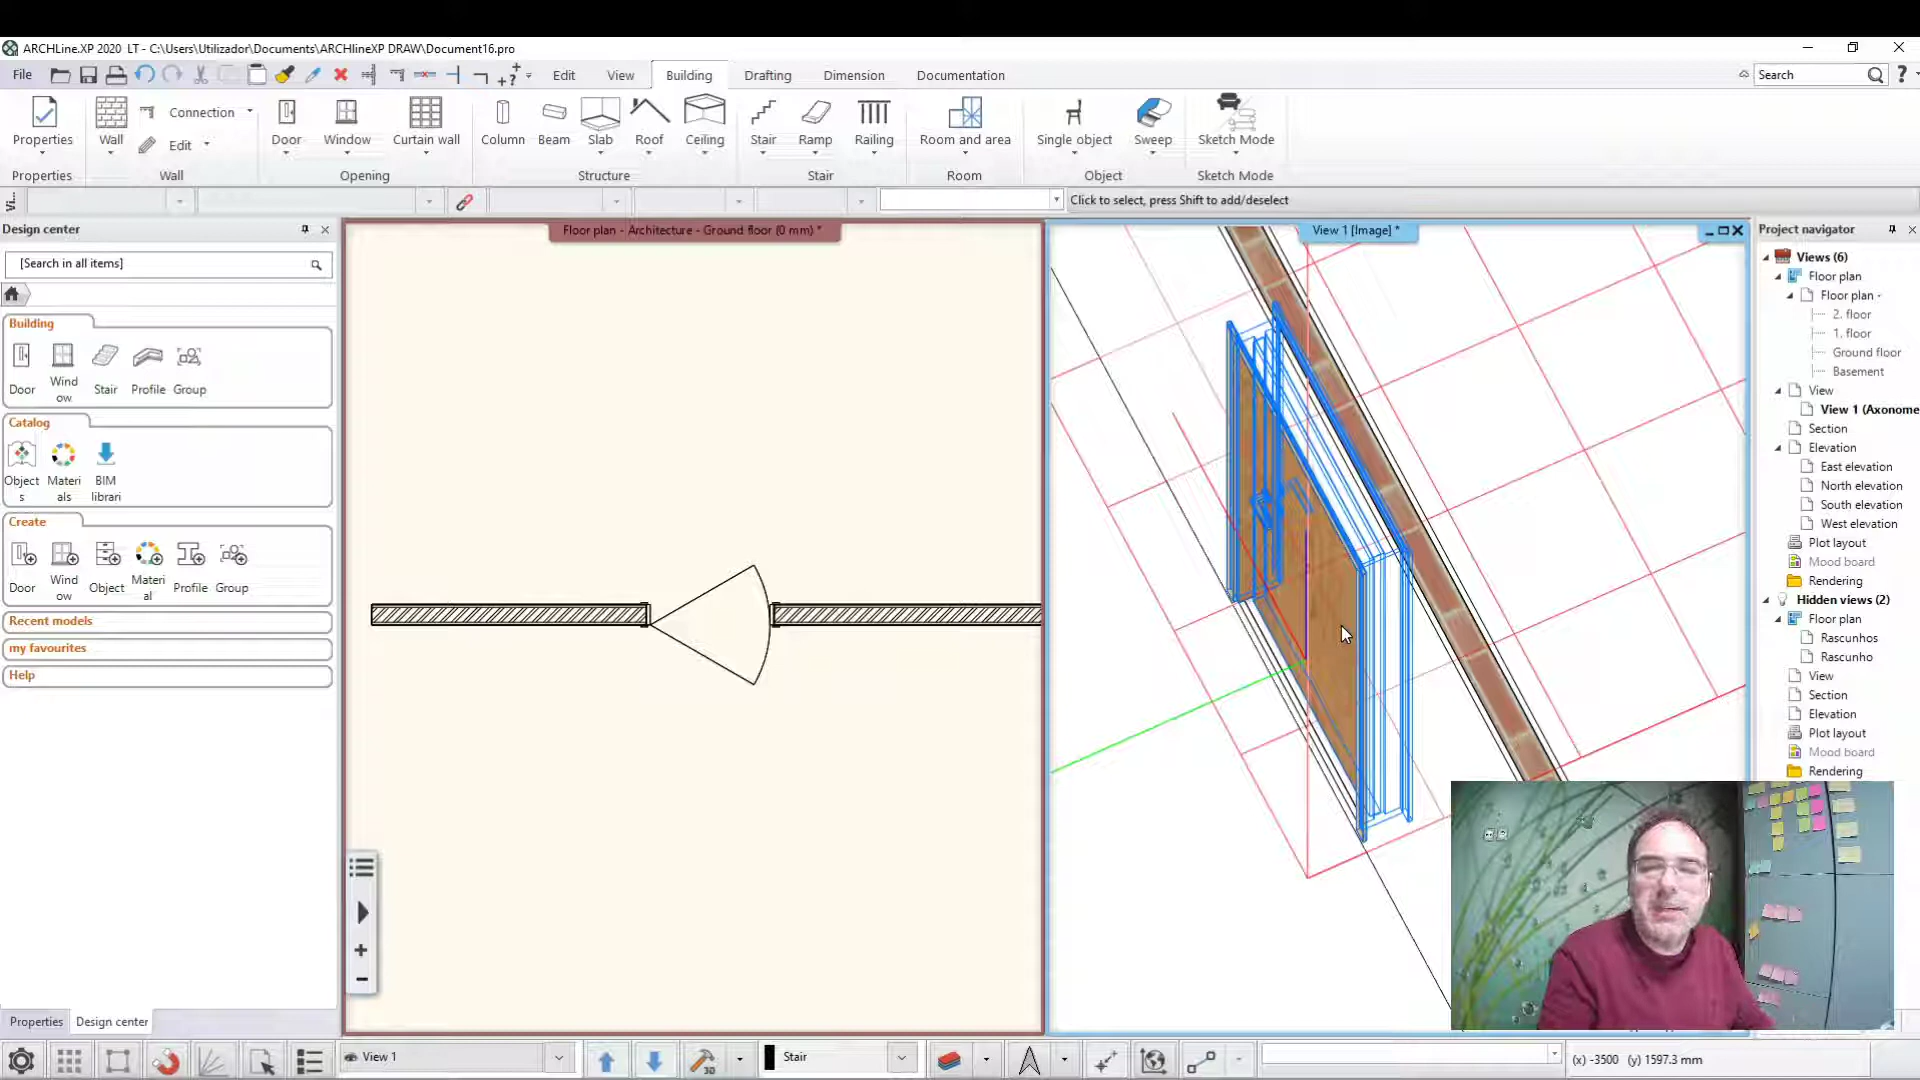 ARCHLine.XP 2020 LT - C:\Users\Utilizador\Documents\ARCHlineXP DRAW\Document16.pro
File Edit View Building Drafting Dimension Documentation Search ?
Properties Wall Connection Edit Door Window Curtain wall Column Beam Slab Roof Ceiling Stair Ramp Railing Room and area Single object Sweep Sketch Mode
Properties Wall Opening Structure Stair Room Object Sketch Mode
Click to select, press Shift to add/deselect
Design center
[Search in all items]
Building
Door
Wind
ow
Stair
Profile
Group
Catalog
Object
s
Materi
als
BIM
librari
Create
Door
Wind
ow
Object
Materi
al
Profile
Group
Recent models
my favourites
Help
Properties
Design center
Floor plan - Architecture - Ground floor (0 mm) *
View 1 [Image] *
Project navigator
Views (6)
Floor plan
Floor plan -
2. floor
1. floor
Ground floor
Basement
View
View 1 (Axonome
Section
Elevation
East elevation
North elevation
South elevation
West elevation
Plot layout
Mood board
Rendering
Hidden views (2)
Floor plan
Rascunhos
Rascunho
View
Section
Elevation
Plot layout
Mood board
Rendering
View 1
3D
Stair
(x) -3500 (y) 1597.3 mm